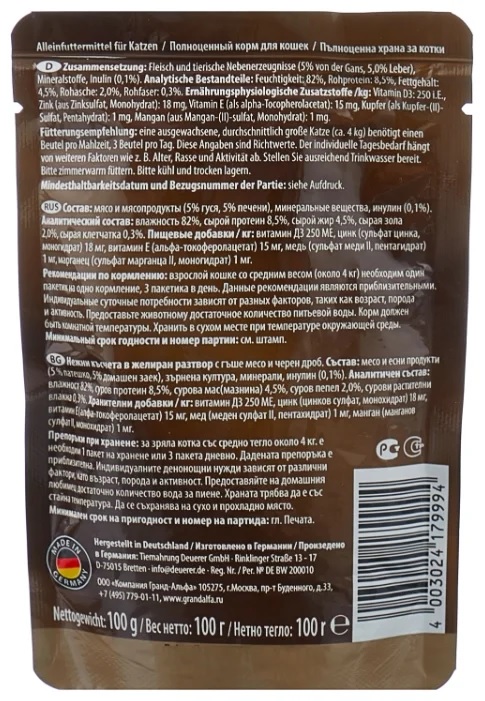 Alleinfuttermittel für Katzen / Полноценный корм для кошек / Пълноценна храна за котки
D Zusammensetzung: Fleisch und tierische Nebenerzeugnisse (5% von der Gans, 5,0% Leber),
Mineralstoffe, Inulin (0,1%). Analytische Bestandteile: Feuchtigkeit: 82%, Rohprotein: 8,5%, Fettgehalt:
4,5%, Rohasche: 2,0%, Rohfaser: 0,3%. Ernährungsphysiologische Zusatzstoffe /kg: Vitamin D3: 250 I.E.,
Zink (aus Zinksulfat, Monohydrat): 18 mg, Vitamin E (als alpha-Tocopherolacetat): 15 mg, Kupfer (als Kupfer-(II)-
Sulfat, Pentahydrat): 1 mg, Mangan (aus Mangan-(II)- sulfat, Monohydrat): 1 mg.
Fütterungsempfehlung: eine ausgewachsene, durchschnittlich große Katze (ca. 4 kg) benötigt einen
Beutel pro Mahlzeit, 3 Beutel pro Tag. Diese Angaben sind Richtwerte. Der individuelle Tagesbedarf hängt
von weiteren Faktoren wie z. B. Alter, Rasse und Aktivität ab. Stellen Sie ausreichend Trinkwasser bereit.
Bitte zimmerwarm füttern. Bitte kühl und trocken lagern.
Mindesthaltbarkeitsdatum und Bezugsnummer der Partie: siehe Aufdruck.
RUS Состав: мясо и мясопродукты (5% гуся, 5% печени), минеральные вещества, инулин (0,1%).
Аналитический состав: влажность 82%, сырой протеин 8,5%, сырой жир 4,5%, сырая зола
2,0%, сырая клетчатка 0,3%. Пищевые добавки / кг: витамин Д3 250 МЕ, цинк (сульфат цинка,
моногидрат) 18 мг, витамин Е (альфа-токоферолацетат) 15 мг, медь (сульфат меди II, пентагидрат)
1 мг, марганец (сульфат марганца II, моногидрат) 1 мг.
Рекомендации по кормлению: взрослой кошке со средним весом (около 4 кг) необходим один
пакетик на одно кормление, 3 пакетика в день. Данные рекомендации являются приблизительными.
Индивидуальные суточные потребности зависят от разных факторов, таких как возраст, порода
и активность. Предоставьте животному достаточное количество питьевой воды. Корм должен
быть комнатной температуры. Хранить в сухом месте при температуре окружающей среды.
Минимальный срок годности и номер партии: см. штамп.
BG Нежни късчета в желиран разтвор с гъше месо и черен дроб. Състав: месо и есни продукти
(5% патешко, 5% домашен заек), зърнена култура, минерали, инулин (0,1%). Аналитичен състав:
влажност 82%, суров протеин 8,5%, сурова мас(мазнина) 4,5%, суров пепел 2,0%, сурови растителни
влакна 0,3%. Хранителни добавки / кг: витамин Д3 250 МЕ, цинк (цинков сулфат, монохидрат) 18 мг,
витамин Е(алфа-токоферолацетат) 15 мг, мед (меден сулфат II, пентахидрат) 1 мг, манган (манганов
сулфат II, монохидрат) 1 мг.
Препоръки при хранене: за зряла котка със средно тегло около 4 кг. е
необходим 1 пакет на хранене или 3 пакета дневно. Дадената препоръка е
приблизителна. Индивидуалните денонощни нужди зависят от различни
фактори, като възраст, порода и активност. Предоставяйте на домашния
любимец достатъчно количество вода за пиене. Храната трябва да е със
стайна температура. Да се съхранява на сухо и прохладно място.
Минимален срок на пригодност и номер на партида: гл. Печата.
MADE IN
GERMANY
Hergestellt in Deutschland / Изготовлено в Германии / Произведено
в Германия: Tiernahrung Deuerer GmbH - Rinklinger Straße 13 - 17
D-75015 Bretten - info@deuerer.de - Reg. Nr. / Per. № DE BW 200010
ООО «Компания Гранд-Альфа» 105275, г.Москва, пр-т Буденного, д.33,
+7 (495) 779-01-11, www.grandalfa.ru
Nettogewicht: 100 g / Вес нетто: 100 г / Нетно тегло: 100 г e
4 003024 179994